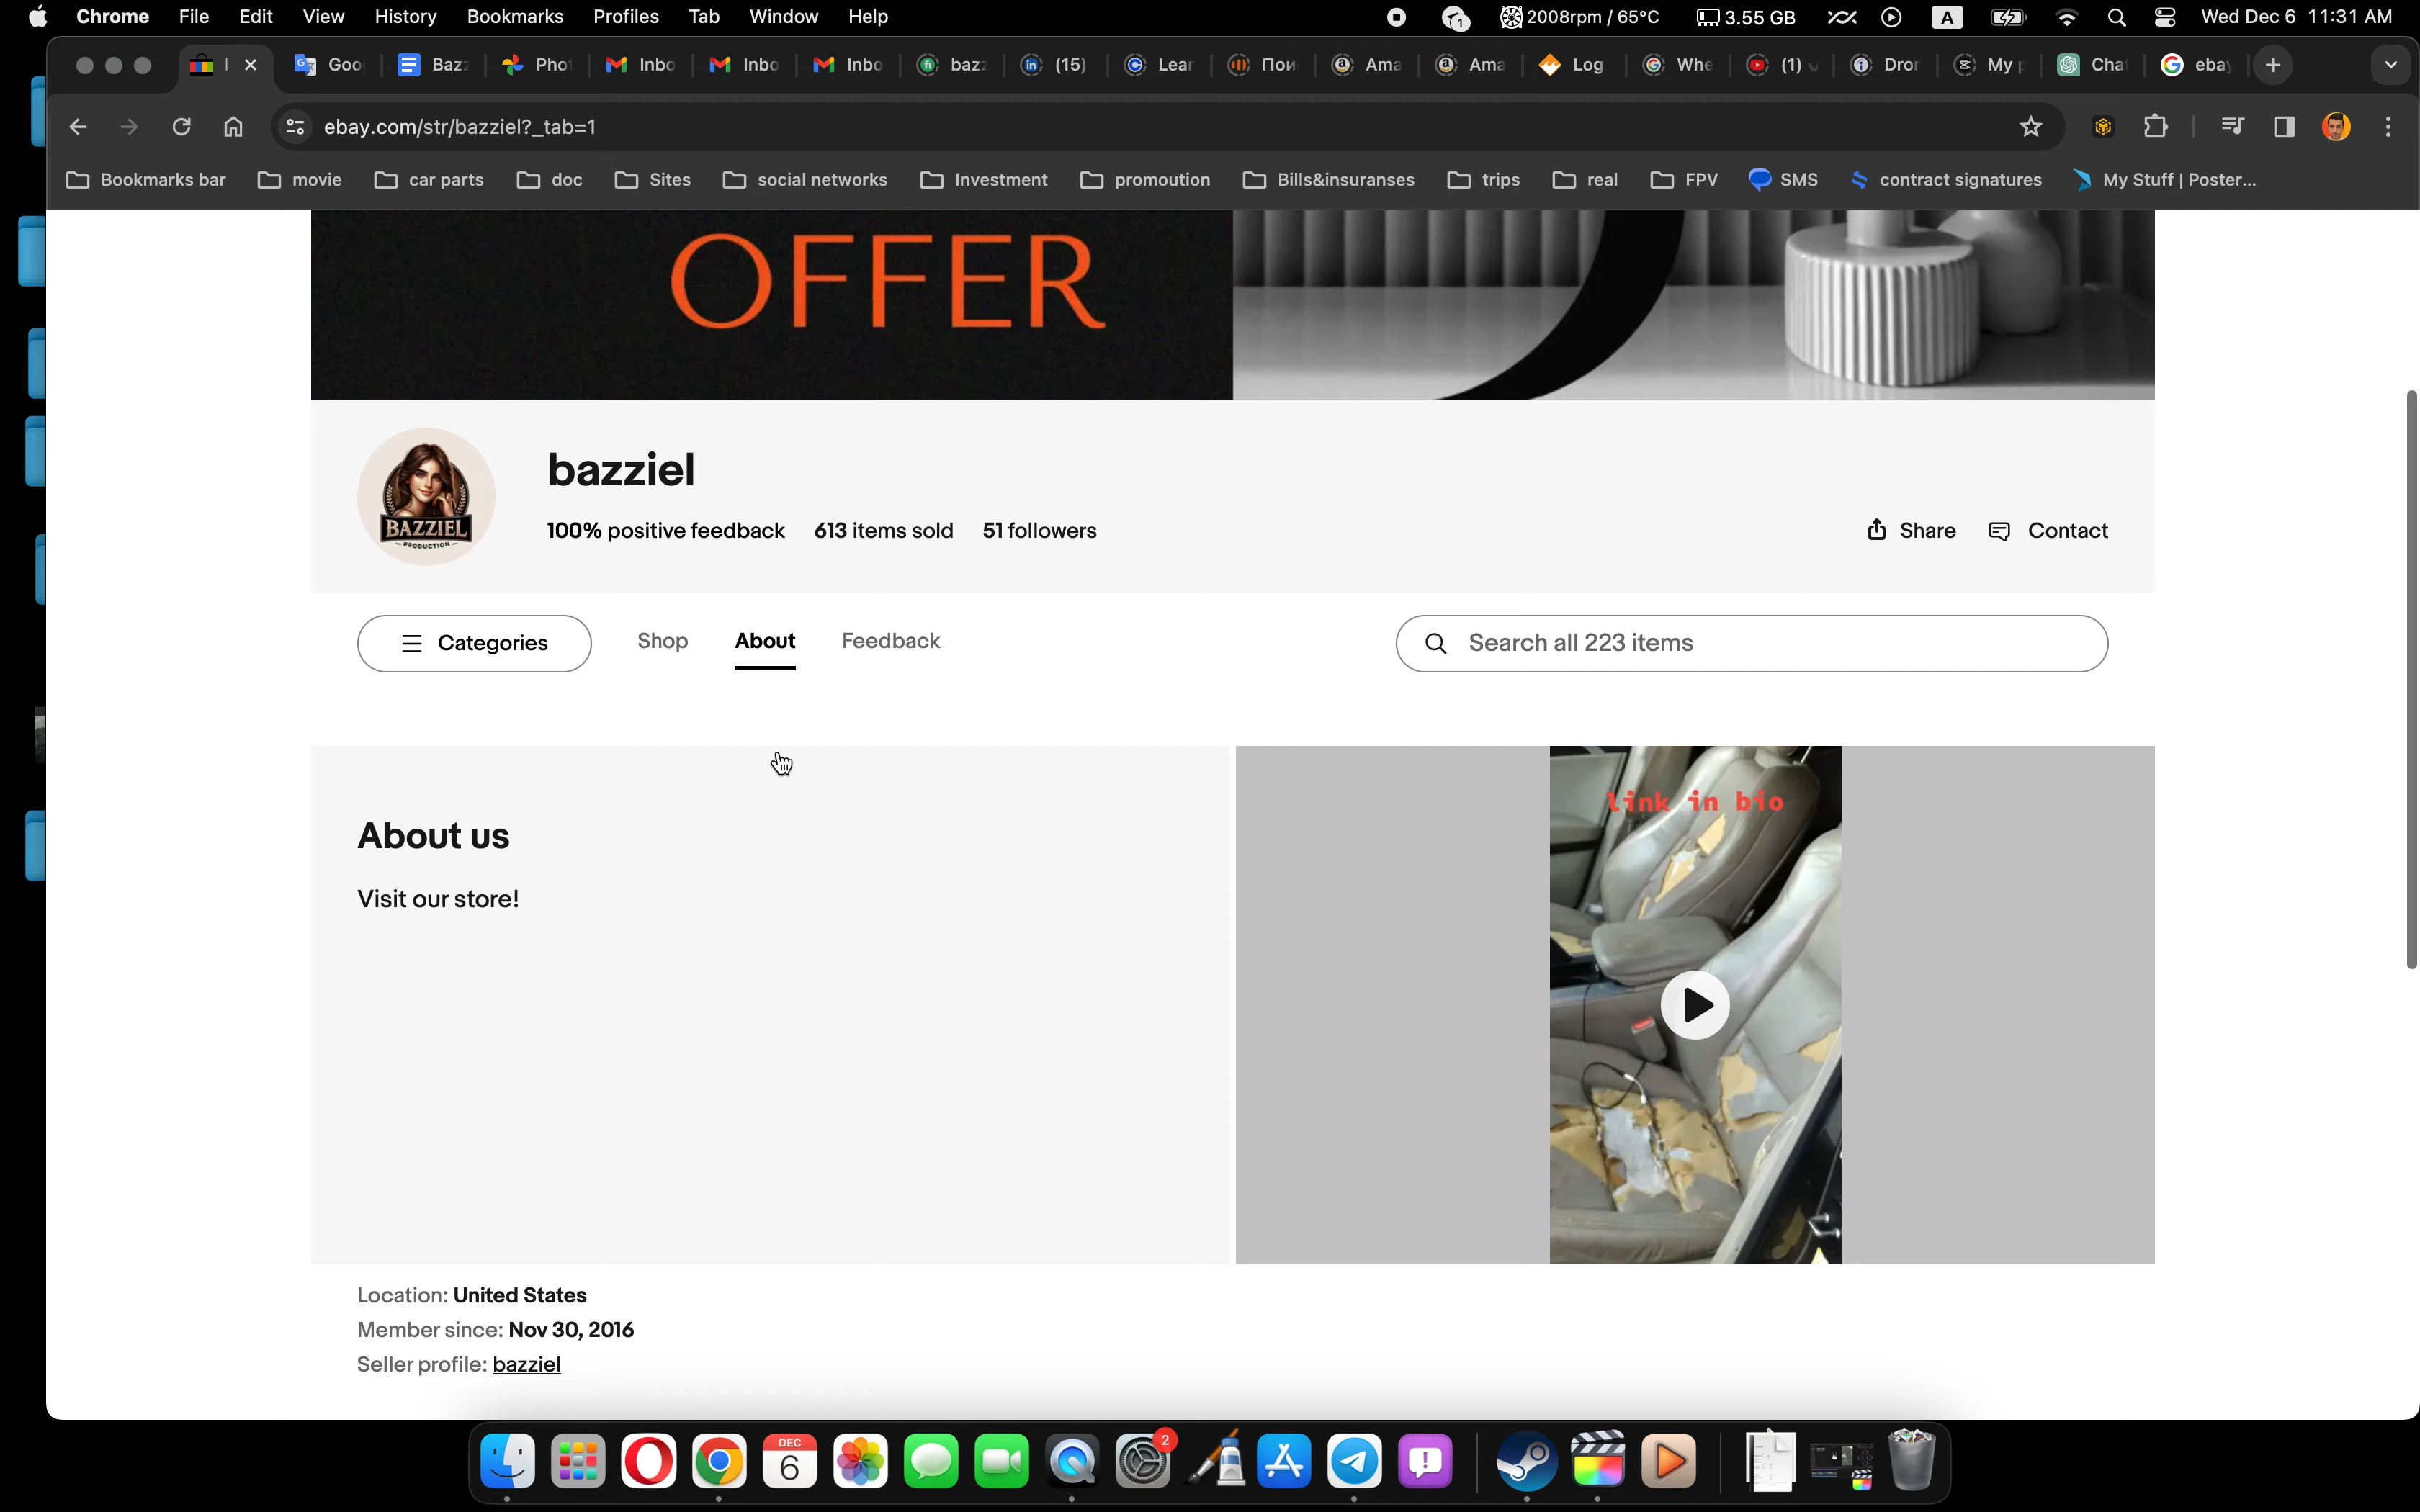 Chrome File Edit View History Bookmarks Profiles Tab Window Help 1 2008rpm / 65°C 3.55 GB A Wed Dec 6 11:31 AM
Goo Baz Phot Inbo Inbo Inbo bazz (15) Lear Пои Ama Ama Log Whe (1) Dror My Cha eba
ebay.com/str/bazziel?_tab=1
Bookmarks bar movie car parts doc Sites social networks Investment promoution Bills&insuranses trips real FPV SMS contract signatures My Stuff | Poster...
OFFER
BAZZIEL
PRODUCTION
bazziel
100% positive feedback 613 items sold 51 followers
Share Contact
Categories Shop About Feedback Search all 223 items
link in bio
About us
Visit our store!
Location: United States
Member since: Nov 30, 2016
Seller profile: bazziel
DEC
6
2